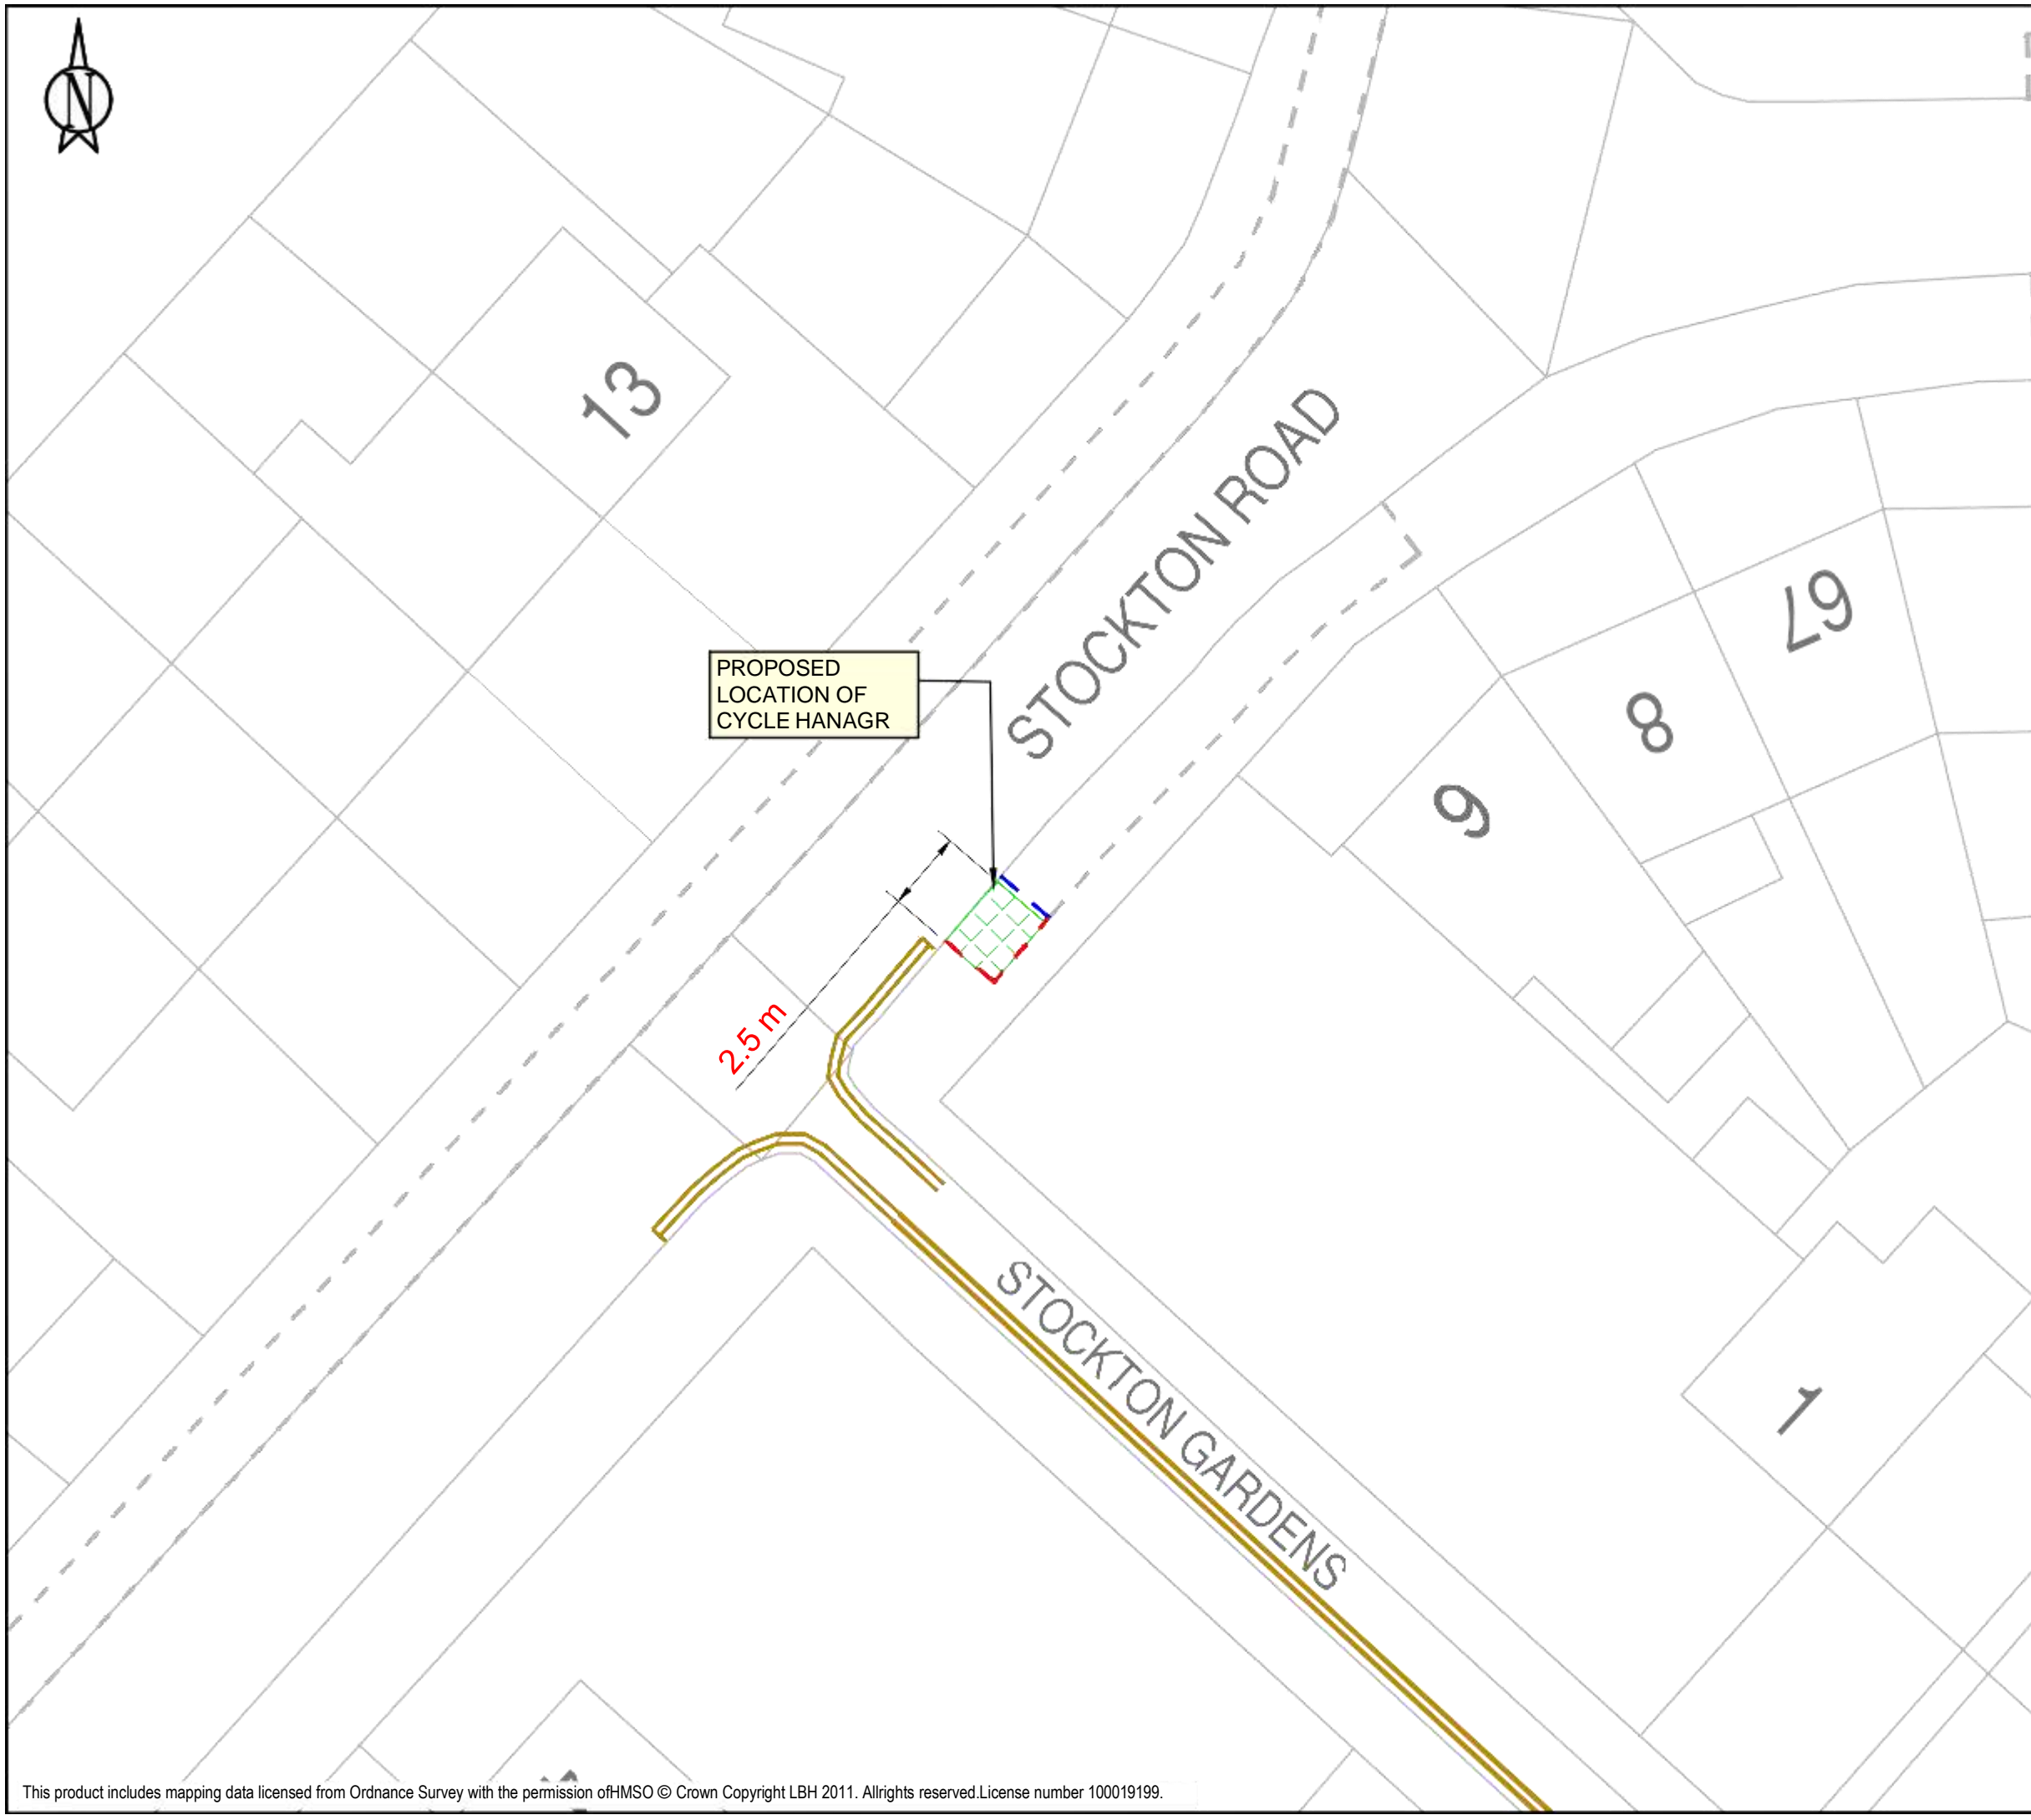 N
13
STOCKTON ROAD
67
PROPOSED
LOCATION OF
CYCLE HANAGR
8
9
2.5 m
STOCKTON GARDENS
1
This product includes mapping data licensed from Ordnance Survey with the permission ofHMSO © Crown Copyright LBH 2011. Allrights reserved.License number 100019199.